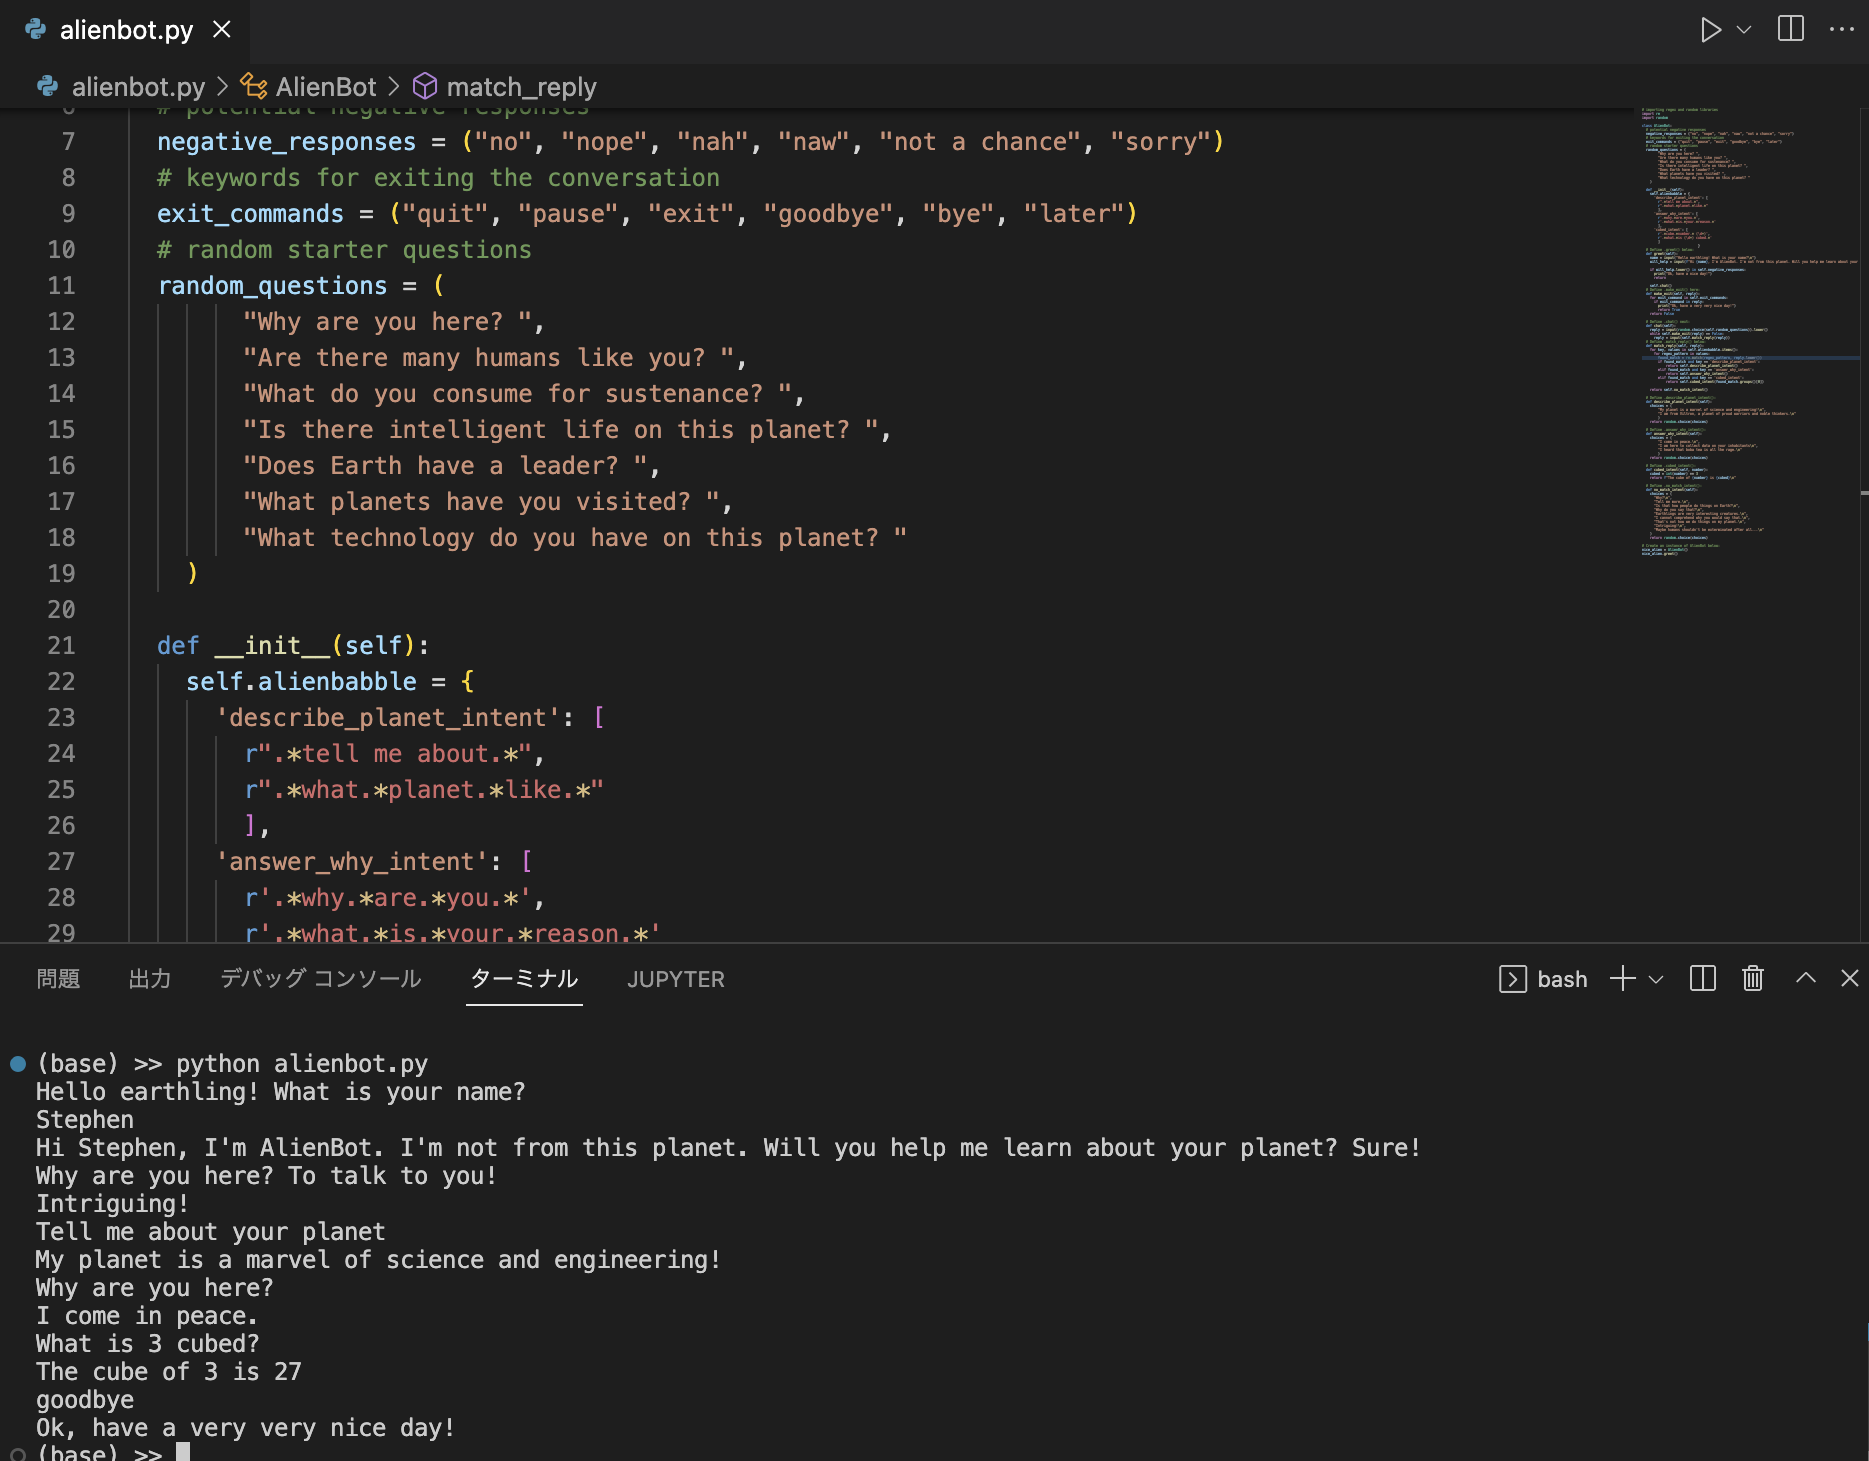 alienbot.py
alienbot.py > AlienBot > match_reply
6 # potential negative responses
7 negative_responses = ("no", "nope", "nah", "naw", "not a chance", "sorry")
8 # keywords for exiting the conversation
9 exit_commands = ("quit", "pause", "exit", "goodbye", "bye", "later")
10 # random starter questions
11 random_questions = (
12 "Why are you here? ",
13 "Are there many humans like you? ",
14 "What do you consume for sustenance? ",
15 "Is there intelligent life on this planet? ",
16 "Does Earth have a leader? ",
17 "What planets have you visited? ",
18 "What technology do you have on this planet? "
19 )
20
21 def __init__(self):
22 self.alienbabble = {
23 'describe_planet_intent': [
24 r".*tell me about.*",
25 r".*what.*planet.*like.*"
26 ],
27 'answer_why_intent': [
28 r'.*why.*are.*you.*',
29 r'.*what.*is.*your.*reason.*'
問題 出力 デバッグ コンソール ターミナル JUPYTER bash
(base) >> python alienbot.py
Hello earthling! What is your name?
Stephen
Hi Stephen, I'm AlienBot. I'm not from this planet. Will you help me learn about your planet? Sure!
Why are you here? To talk to you!
Intriguing!
Tell me about your planet
My planet is a marvel of science and engineering!
Why are you here?
I come in peace.
What is 3 cubed?
The cube of 3 is 27
goodbye
Ok, have a very very nice day!
(base) >>